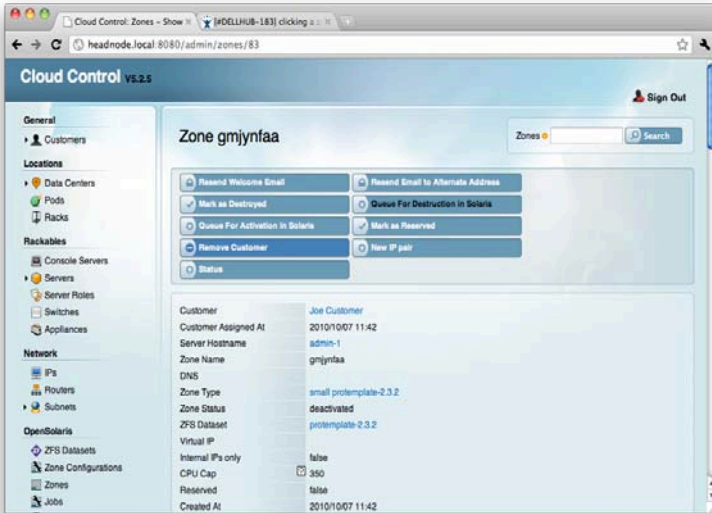 Cloud Control: Zones – Show
[#DELLHUB-183] clicking a
headnode.local:8080/admin/zones/83
Cloud Control V5.2.5
Sign Out
General
Customers
Locations
Data Centers
Pods
Racks
Rackables
Console Servers
Servers
Server Roles
Switches
Appliances
Network
IPs
Routers
Subnets
OpenSolaris
ZFS Datasets
Zone Configurations
Zones
Jobs
Zone gmjynfaa
Zones
Search
Resend Welcome Email
Resend Email to Alternate Address
Mark as Destroyed
Queue For Destruction in Solaris
Queue For Activation in Solaris
Mark as Reserved
Remove Customer
New IP pair
Status
Customer Joe Customer
Customer Assigned At 2010/10/07 11:42
Server Hostname admin-1
Zone Name gmjynfaa
DNS
Zone Type small protemplate-2.3.2
Zone Status deactivated
ZFS Dataset protemplate-2.3.2
Virtual IP
Internal IPs only false
CPU Cap 350
Reserved false
Created At 2010/10/07 11:42